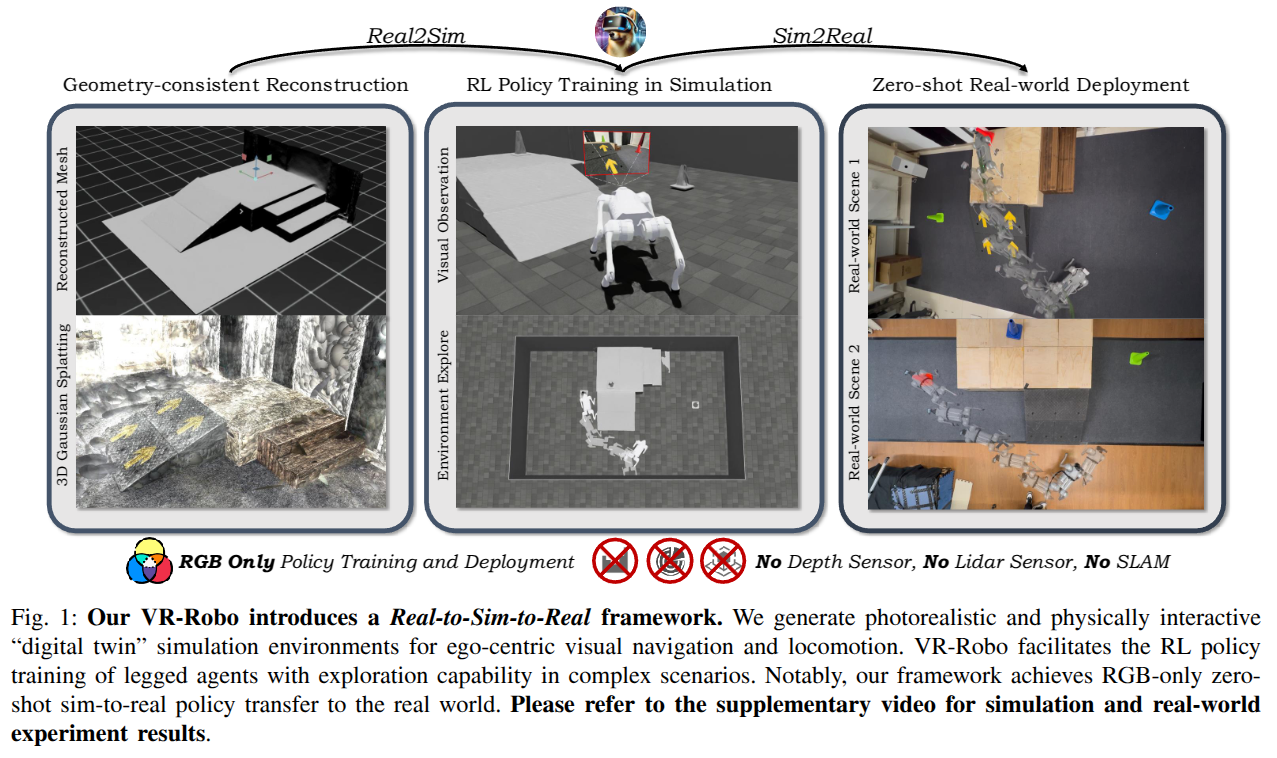 Real2Sim
Sim2Real
Geometry-consistent Reconstruction
RL Policy Training in Simulation
Zero-shot Real-world Deployment
Reconstructed Mesh
3D Gaussian Splatting
Visual Observation
Environment Explore
Real-world Scene 1
Real-world Scene 2
RGB Only Policy Training and Deployment
No Depth Sensor, No Lidar Sensor, No SLAM
Fig. 1: Our VR-Robo introduces a Real-to-Sim-to-Real framework. We generate photorealistic and physically interactive
“digital twin” simulation environments for ego-centric visual navigation and locomotion. VR-Robo facilitates the RL policy
training of legged agents with exploration capability in complex scenarios. Notably, our framework achieves RGB-only zero-
shot sim-to-real policy transfer to the real world. Please refer to the supplementary video for simulation and real-world
experiment results.